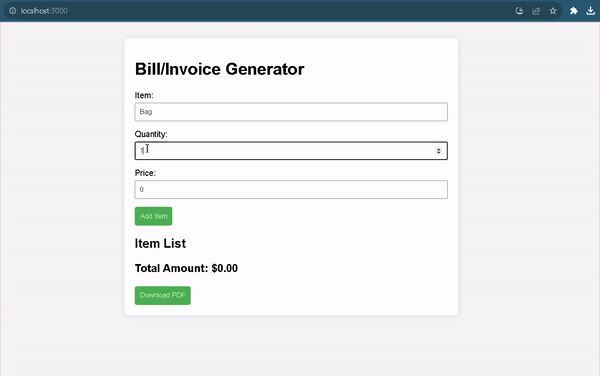 localhost:3000
Bill/Invoice Generator
Item:
Bag
Quantity:
1
Price:
0
Add Item
Item List
Total Amount: $0.00
Download PDF